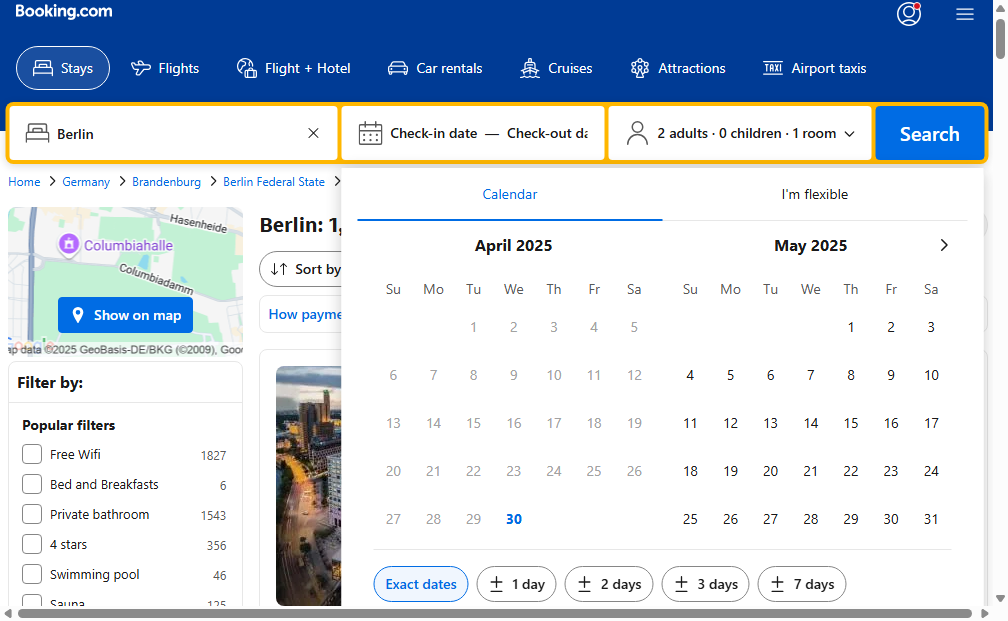 Booking.com
Stays
Flights
Flight + Hotel
Car rentals
Cruises
Attractions
TAXI Airport taxis
Berlin
Check-in date — Check-out da
2 adults · 0 children · 1 room
Search
Home > Germany > Brandenburg > Berlin Federal State >
Hasenheide
Columbiahalle
Columbiadamm
Show on map
ap data ©2025 GeoBasis-DE/BKG (©2009), Goo
Filter by:
Popular filters
Free Wifi 1827
Bed and Breakfasts 6
Private bathroom 1543
4 stars 356
Swimming pool 46
Sauna 125
Berlin: 1,
Sort by
How payme
Calendar
I'm flexible
April 2025
Su Mo Tu We Th Fr Sa
1 2 3 4 5
6 7 8 9 10 11 12
13 14 15 16 17 18 19
20 21 22 23 24 25 26
27 28 29 30
May 2025
Su Mo Tu We Th Fr Sa
1 2 3
4 5 6 7 8 9 10
11 12 13 14 15 16 17
18 19 20 21 22 23 24
25 26 27 28 29 30 31
Exact dates
± 1 day
± 2 days
± 3 days
± 7 days